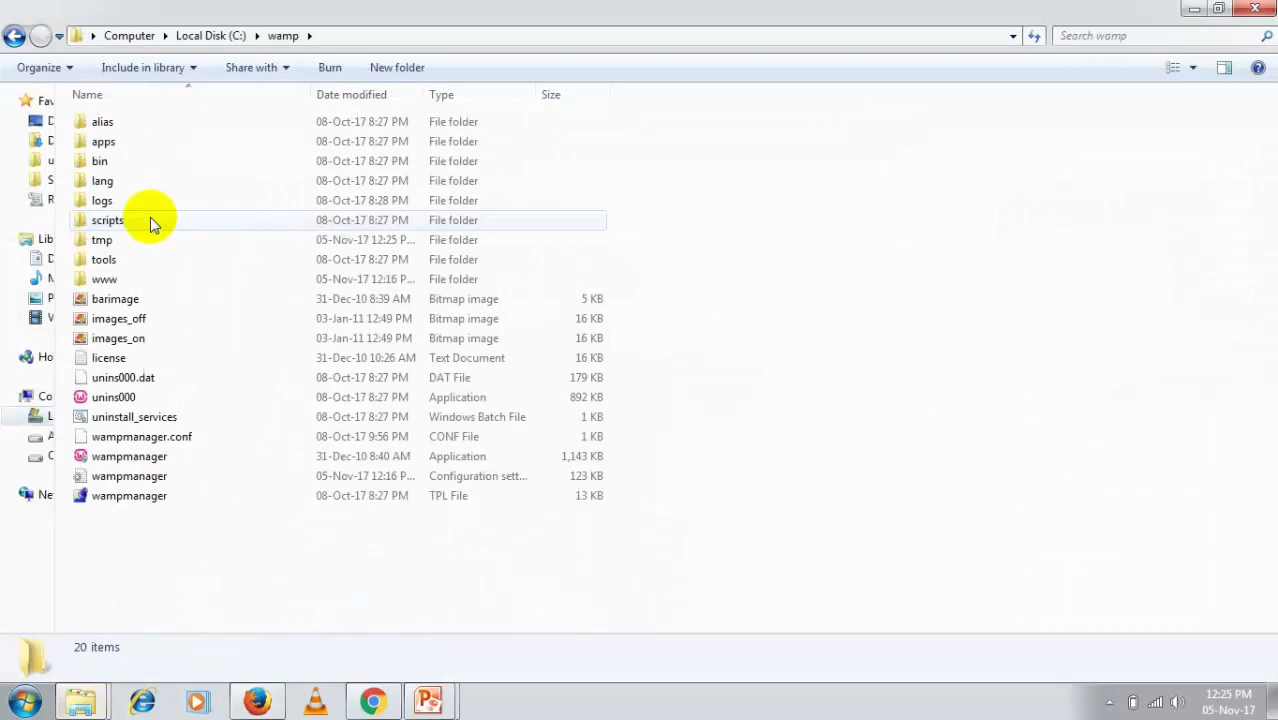 Computer Local Disk (C:) wamp
Search wamp
Organize Include in library Share with Burn New folder
Name Date modified Type Size
alias 08-Oct-17 8:27 PM File folder
apps 08-Oct-17 8:27 PM File folder
bin 08-Oct-17 8:27 PM File folder
lang 08-Oct-17 8:27 PM File folder
logs 08-Oct-17 8:28 PM File folder
scripts 08-Oct-17 8:27 PM File folder
tmp 05-Nov-17 12:25 P... File folder
tools 08-Oct-17 8:27 PM File folder
www 05-Nov-17 12:16 P... File folder
barimage 31-Dec-10 8:39 AM Bitmap image 5 KB
images_off 03-Jan-11 12:49 PM Bitmap image 16 KB
images_on 03-Jan-11 12:49 PM Bitmap image 16 KB
license 31-Dec-10 10:26 AM Text Document 16 KB
unins000.dat 08-Oct-17 8:27 PM DAT File 179 KB
unins000 08-Oct-17 8:27 PM Application 892 KB
uninstall_services 08-Oct-17 8:27 PM Windows Batch File 1 KB
wampmanager.conf 08-Oct-17 9:56 PM CONF File 1 KB
wampmanager 31-Dec-10 8:40 AM Application 1,143 KB
wampmanager 05-Nov-17 12:16 P... Configuration sett... 123 KB
wampmanager 08-Oct-17 8:27 PM TPL File 13 KB
Fav
D
D
u
S
R
Lib
D
M
P
V
Ho
Co
L
A
C
Ne
20 items
12:25 PM
05-Nov-17